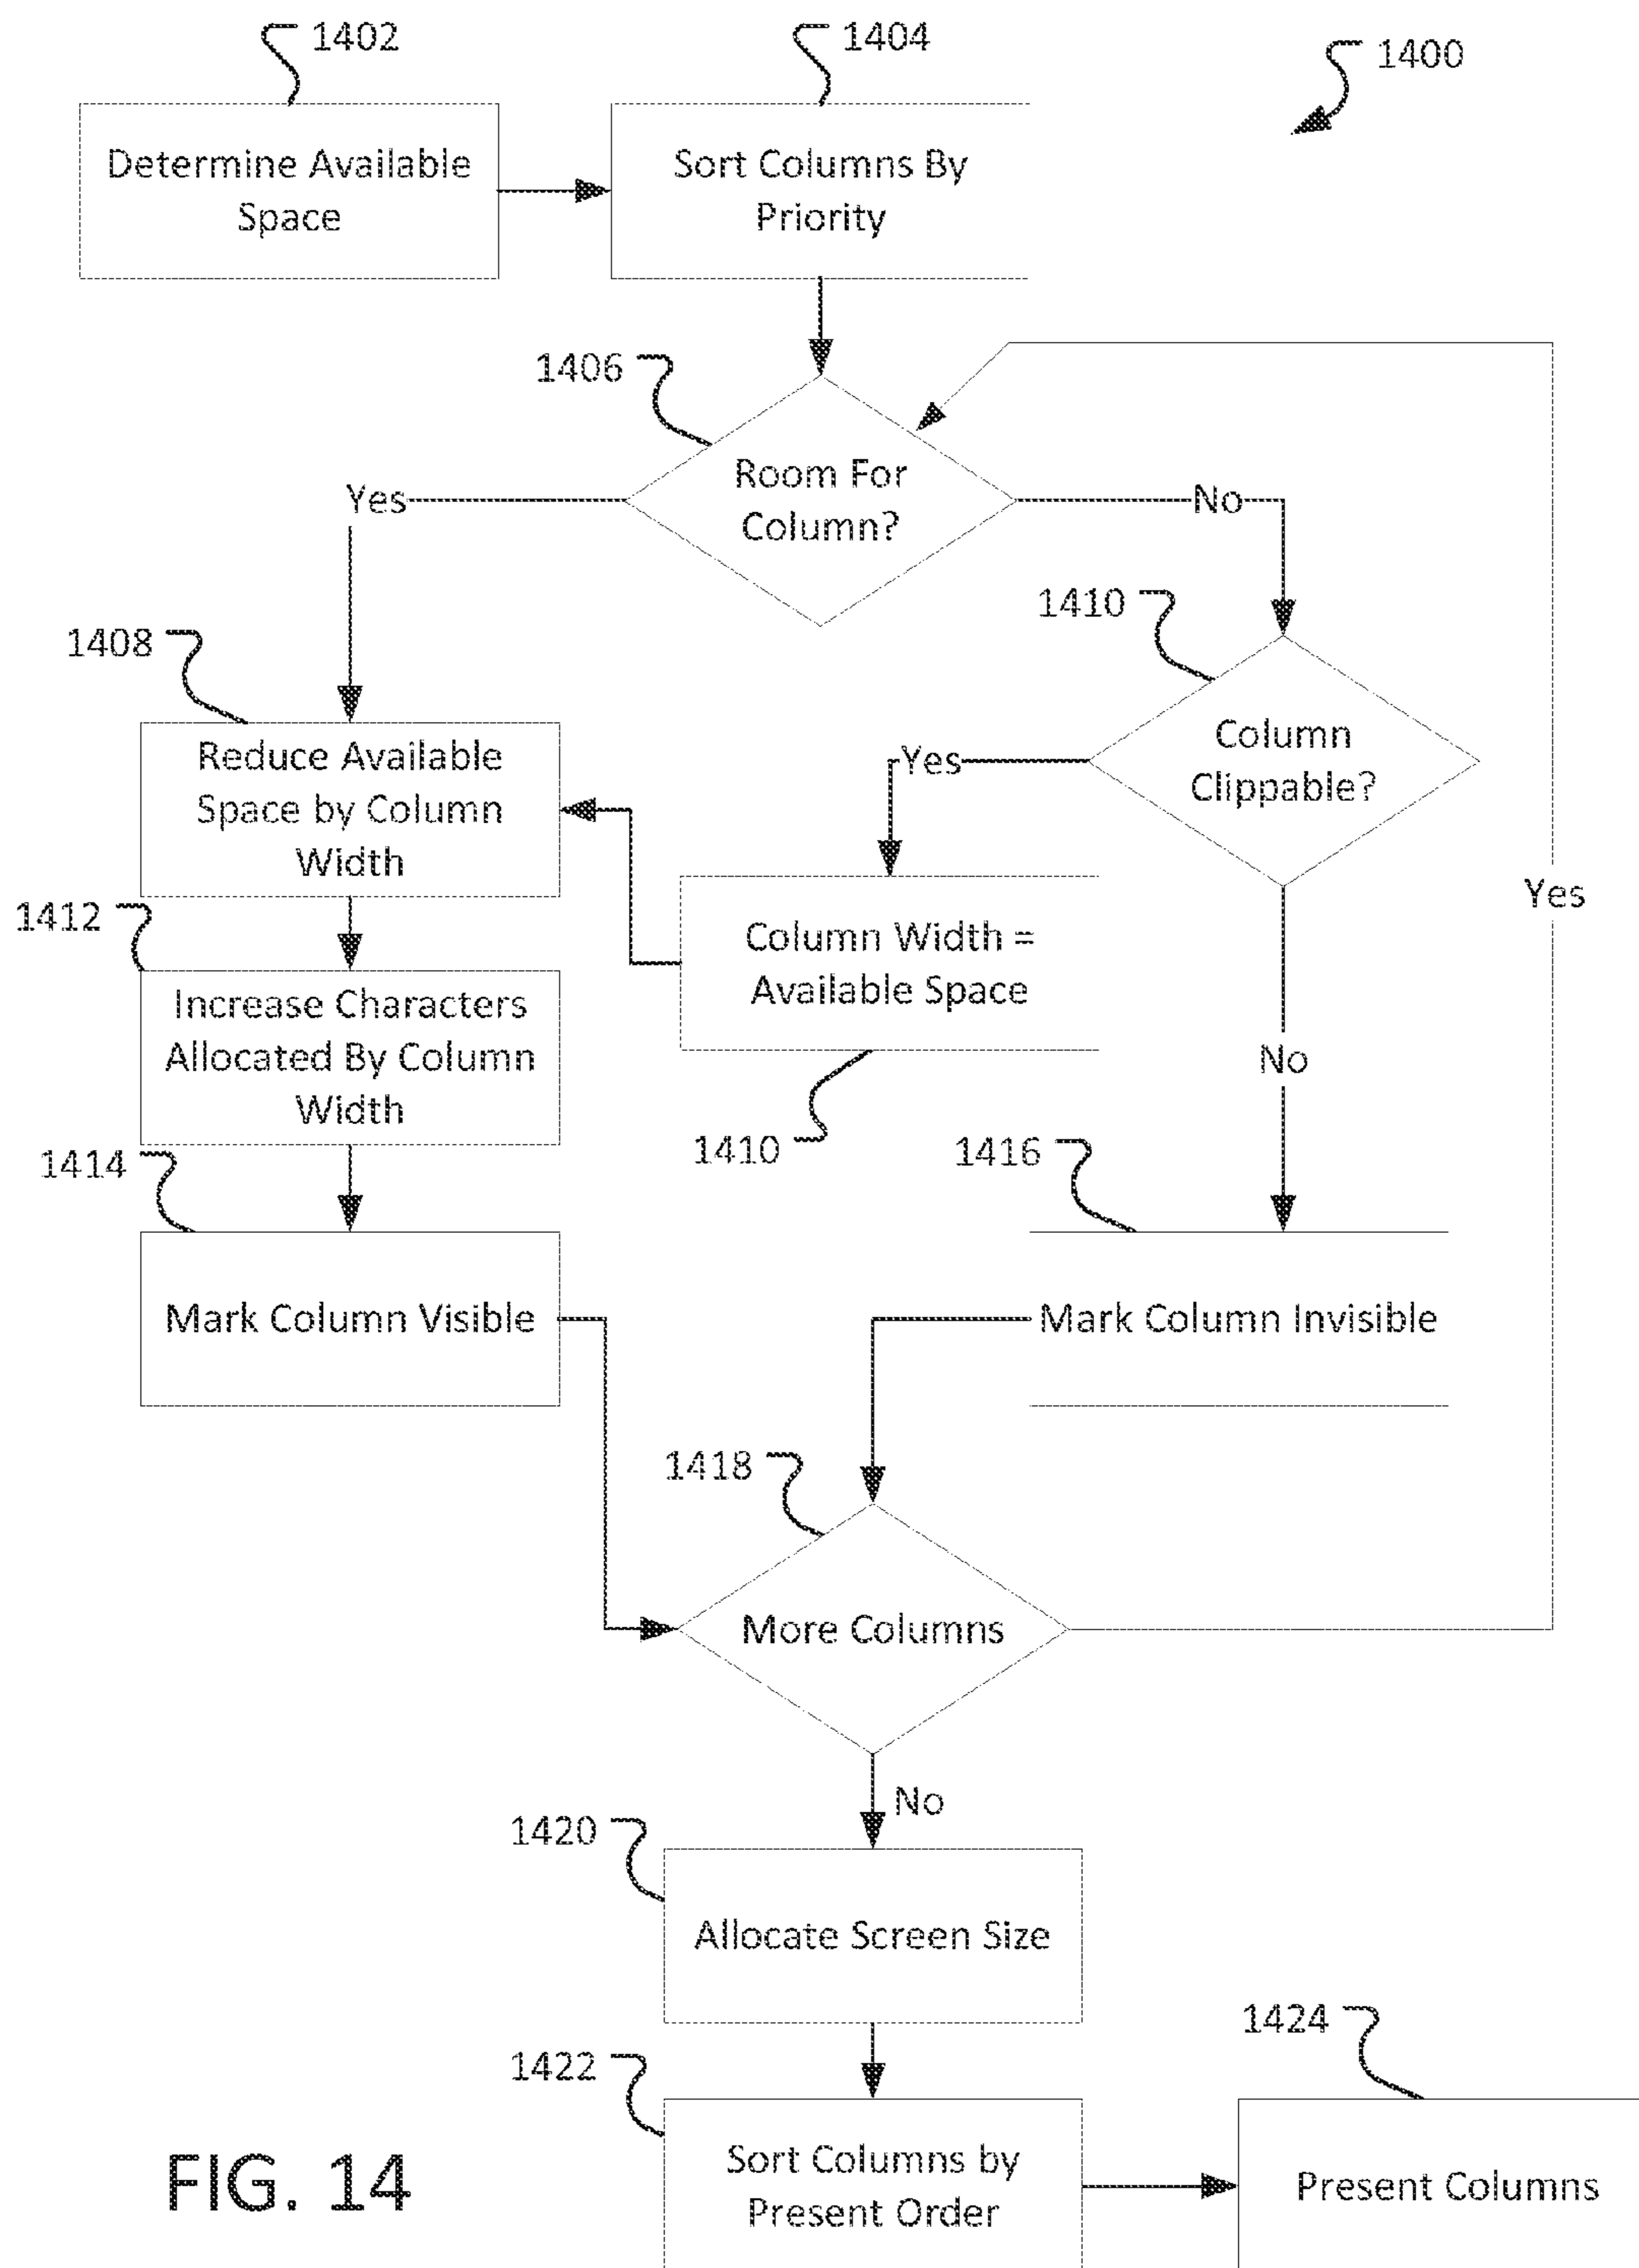 1402
1404
1400
Determine Available
Space
Sort Columns By
Priority
1406
Room For
Column?
Yes
No
1410
1408
Column
Clippable?
Reduce Available
Space by Column
Width
Yes
Yes
1412
Column Width =
Available Space
Increase Characters
Allocated By Column
Width
No
1410
1416
1414
Mark Column Visible
Mark Column Invisible
1418
More Columns
No
1420
Allocate Screen Size
1424
1422
Sort Columns by
Present Order
Present Columns
FIG. 14